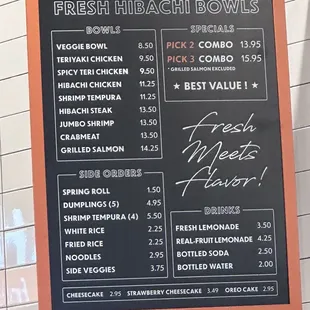 FRESH HIBACHI BOWLS
BOWLS
VEGGIE BOWL 8.50
TERIYAKI CHICKEN 9.50
SPICY TERI CHICKEN 9.50
HIBACHI CHICKEN 11.25
SHRIMP TEMPURA 11.25
HIBACHI STEAK 13.50
JUMBO SHRIMP 13.50
CRABMEAT 13.50
GRILLED SALMON 14.25
SIDE ORDERS
SPRING ROLL 1.50
DUMPLINGS (5) 4.95
SHRIMP TEMPURA (4) 5.50
WHITE RICE 2.25
FRIED RICE 2.25
NOODLES 2.95
SIDE VEGGIES 3.75
SPECIALS
PICK 2 COMBO 13.95
PICK 3 COMBO 15.95
*GRILLED SALMON EXCLUDED
★ BEST VALUE! ★
Fresh
Meets
Flavor!
DRINKS
FRESH LEMONADE 3.50
REAL-FRUIT LEMONADE 4.25
BOTTLED SODA 2.50
BOTTLED WATER 2.00
CHEESECAKE 2.95 STRAWBERRY CHEESECAKE 3.49 OREO CAKE 2.95